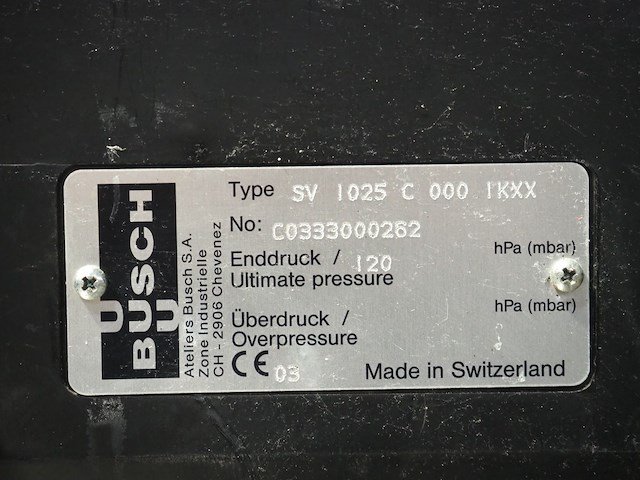 BUSCH
Ateliers Busch S.A.
Zone Industrielle
CH - 2906 Chevenez
Type SV 1025 C 000 1KXX
No: C0333000262
Enddruck / 120 hPa (mbar)
Ultimate pressure
hPa (mbar)
Überdruck /
Overpressure
CE 03 Made in Switzerland